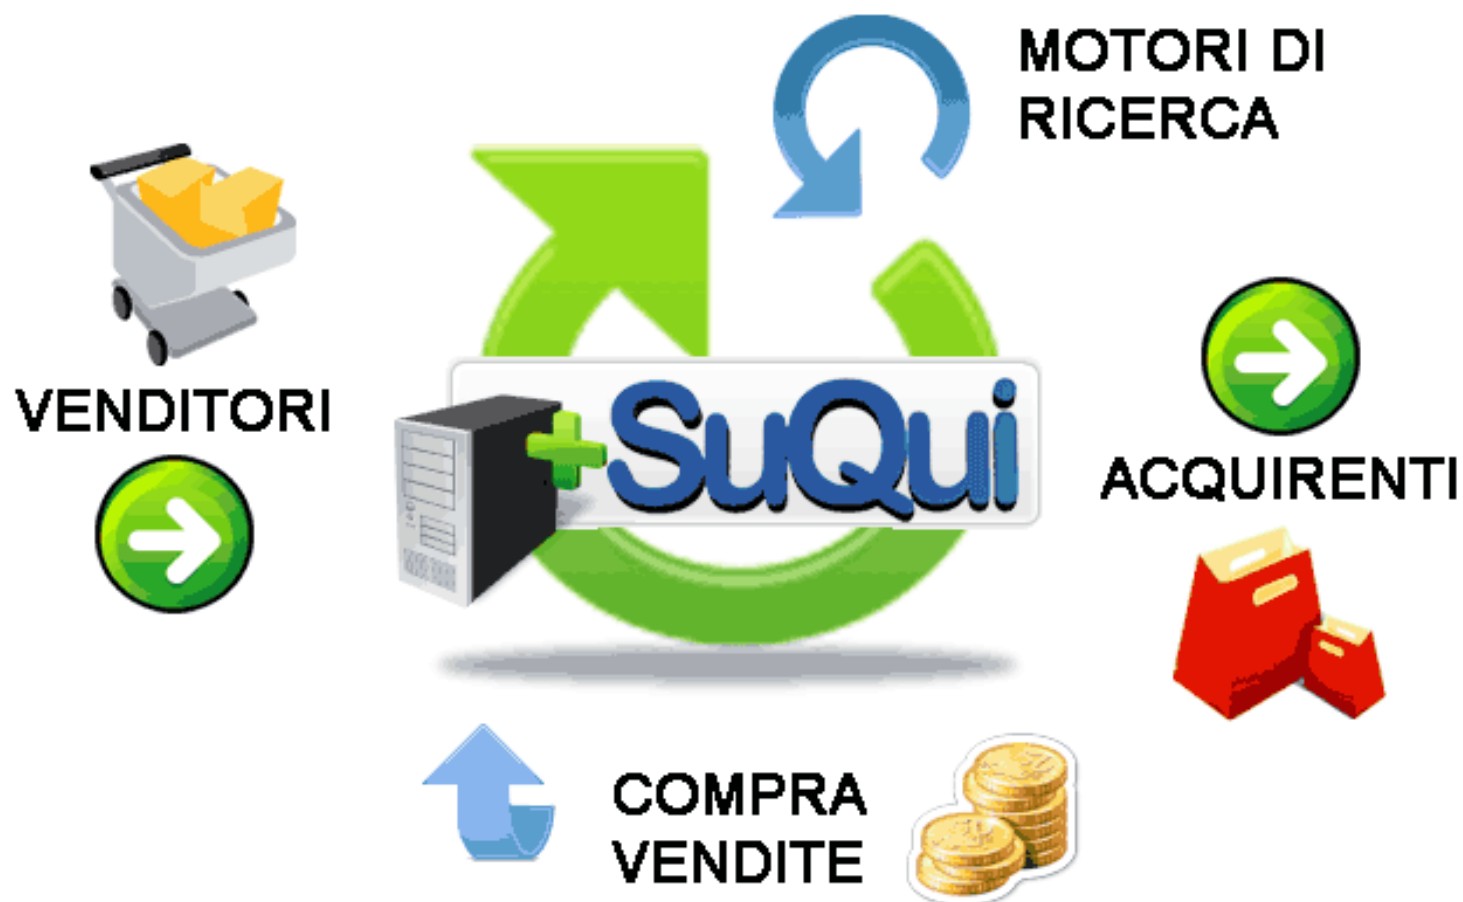 MOTORI DI
RICERCA
VENDITORI
+SuQui
ACQUIRENTI
COMPRA
VENDITE